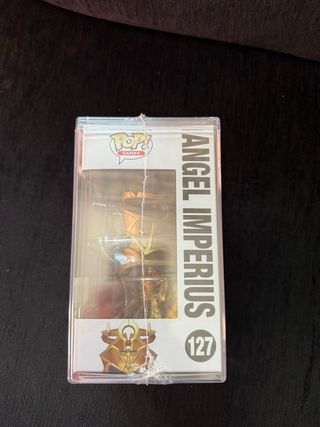 POP!
GAMES
ANGEL IMPERIUS
127